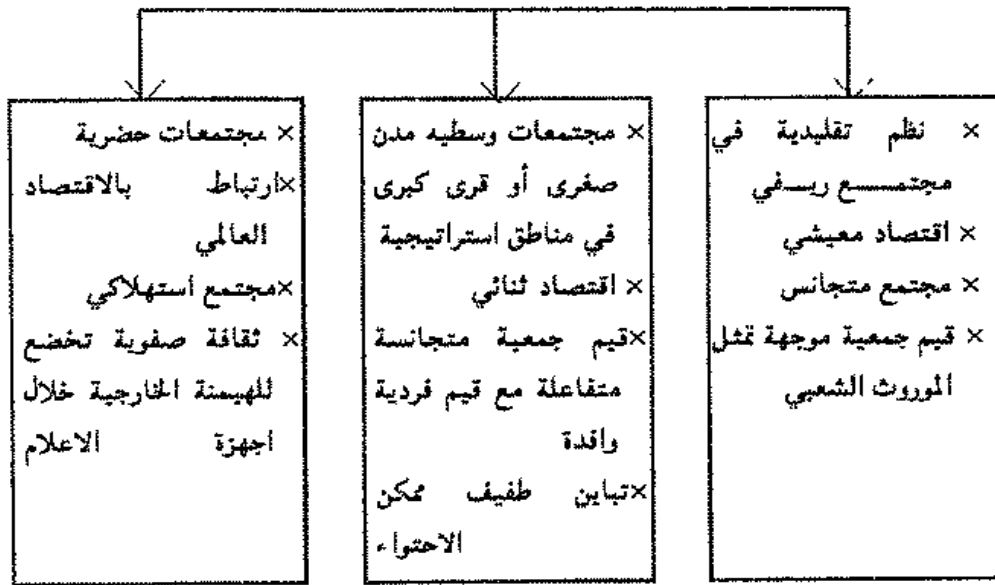 × نظم تقليدية في
مجتمع ريفي
× اقتصاد معيشي
× مجتمع متجانس
× قيم جمعية موجهة تمثل
الموروث الشعبي
× مجتمعات وسطيه مدن
صغرى أو قرى كبرى
في مناطق استراتيجية
× اقتصاد ثنائي
×قيم جمعية متجانسة
متفاعلة مع قيم فردية
وافدة
×تباين طفيف ممكن
الاحتواء
× مجتمعات حضرية
×ارتباط بالاقتصاد
العالمي
×مجتمع استهلاكي
× ثقافة صفوية تخضع
للهيمنة الخارجية خلال
اجهزة الاعلام